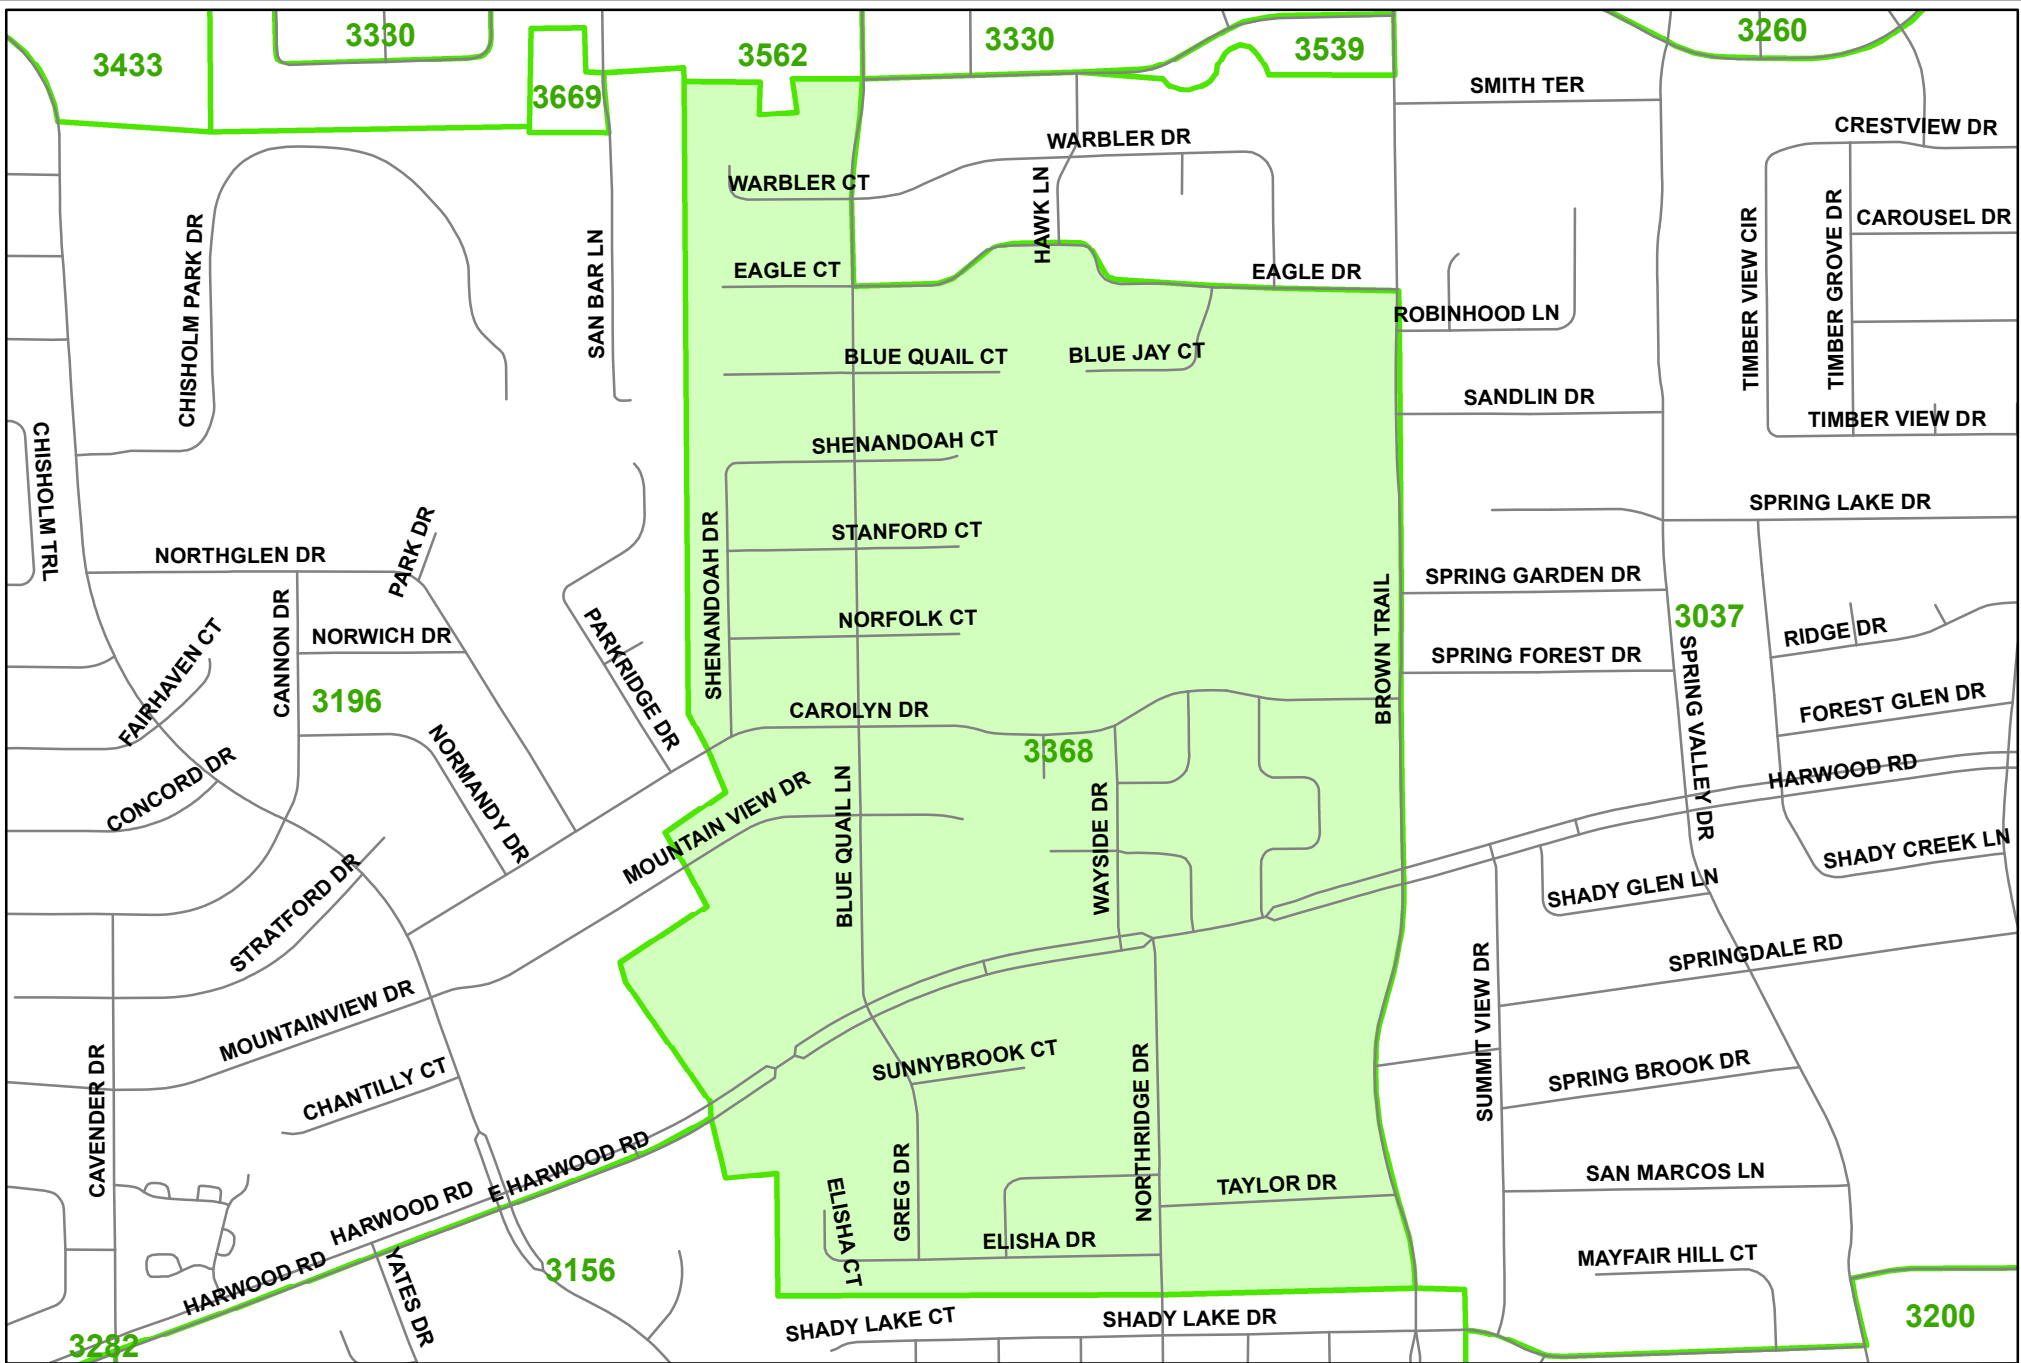 3433
3330
3669
3562
3330
3539
3260
SMITH TER
CRESTVIEW DR
WARBLER DR
WARBLER CT
HAWK LN
CHISHOLM PARK DR
SAN BAR LN
EAGLE CT
EAGLE DR
TIMBER VIEW CIR
TIMBER GROVE DR
CAROUSEL DR
ROBINHOOD LN
BLUE QUAIL CT
BLUE JAY CT
SANDLIN DR
TIMBER VIEW DR
CHISHOLM TRL
SHENANDOAH CT
SPRING LAKE DR
NORTHGLEN DR
PARK DR
SHENANDOAH DR
STANFORD CT
SPRING GARDEN DR
FAIRHAVEN CT
CANNON DR
NORWICH DR
PARKRIDGE DR
NORFOLK CT
BROWN TRAIL
3037
RIDGE DR
SPRING FOREST DR
SPRING VALLEY DR
3196
CAROLYN DR
FOREST GLEN DR
NORMANDY DR
3368
CONCORD DR
MOUNTAIN VIEW DR
BLUE QUAIL LN
WAYSIDE DR
HARWOOD RD
SHADY CREEK LN
SHADY GLEN LN
STRATFORD DR
SUMMIT VIEW DR
SPRINGDALE RD
MOUNTAINVIEW DR
CAVENDER DR
CHANTILLY CT
SUNNYBROOK CT
NORTHRIDGE DR
SPRING BROOK DR
E HARWOOD RD
HARWOOD RD
HARWOOD RD
GREG DR
ELISHA CT
TAYLOR DR
SAN MARCOS LN
ELISHA DR
MAYFAIR HILL CT
3156
YATES DR
SHADY LAKE CT
SHADY LAKE DR
3200
3282